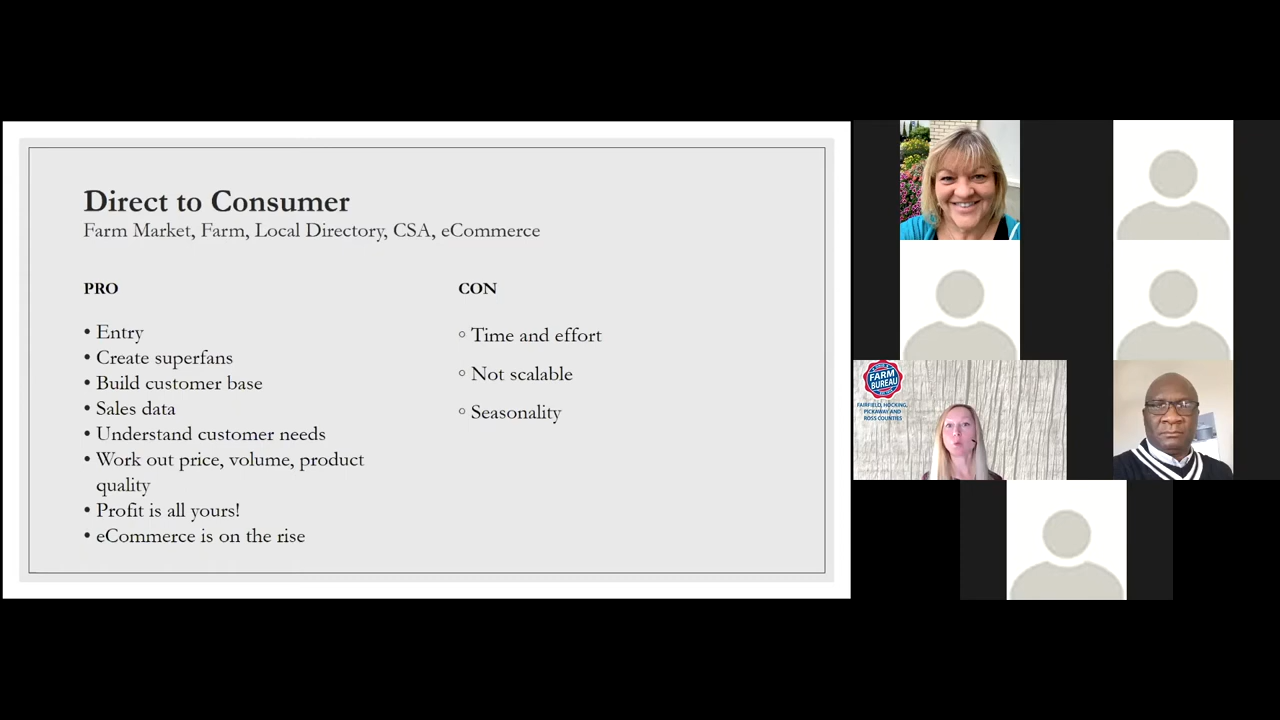 Direct to Consumer
Farm Market, Farm, Local Directory, CSA, eCommerce
PRO
• Entry
• Create superfans
• Build customer base
• Sales data
• Understand customer needs
• Work out price, volume, product
quality
• Profit is all yours!
• eCommerce is on the rise
CON
◦ Time and effort
◦ Not scalable
◦ Seasonality
FARM
BUREAU
FAIRFIELD, HOCKING,
PICKAWAY AND
ROSS COUNTIES